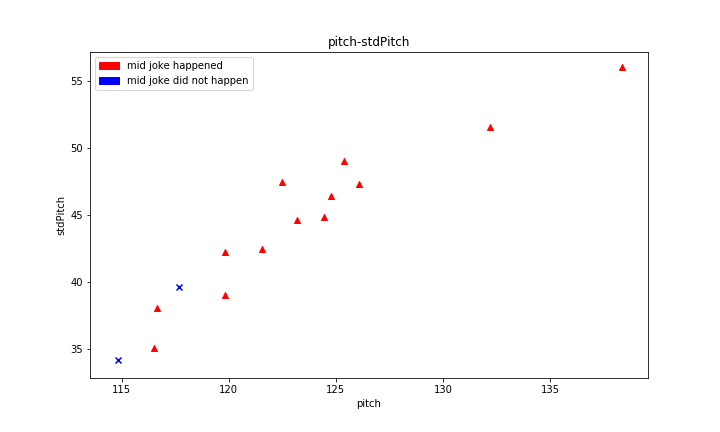 pitch-stdPitch
mid joke happened
mid joke did not happen
stdPitch
55
50
45
40
35
115 120 125 130 135
pitch